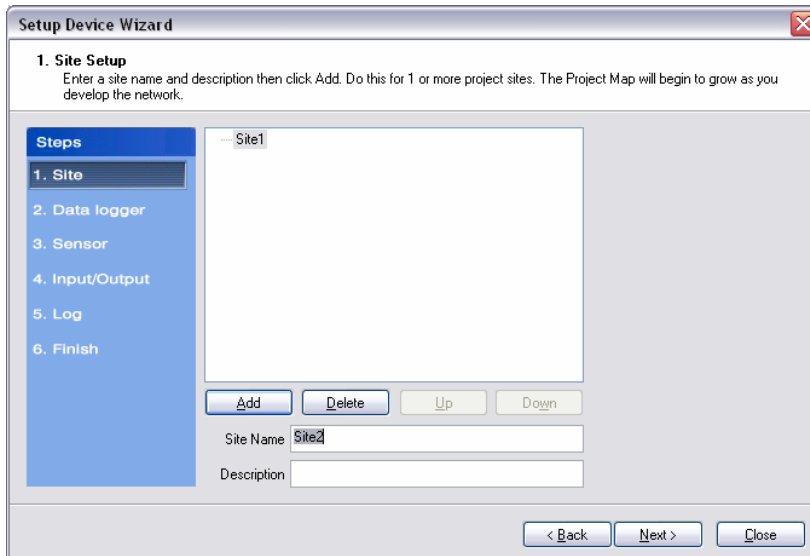 Setup Device Wizard
1. Site Setup
Enter a site name and description then click Add. Do this for 1 or more project sites. The Project Map will begin to grow as you
develop the network.
Steps
1. Site
2. Data logger
3. Sensor
4. Input/Output
5. Log
6. Finish
Site1
Add Delete Up Down
Site Name Site2
Description
< Back Next > Close